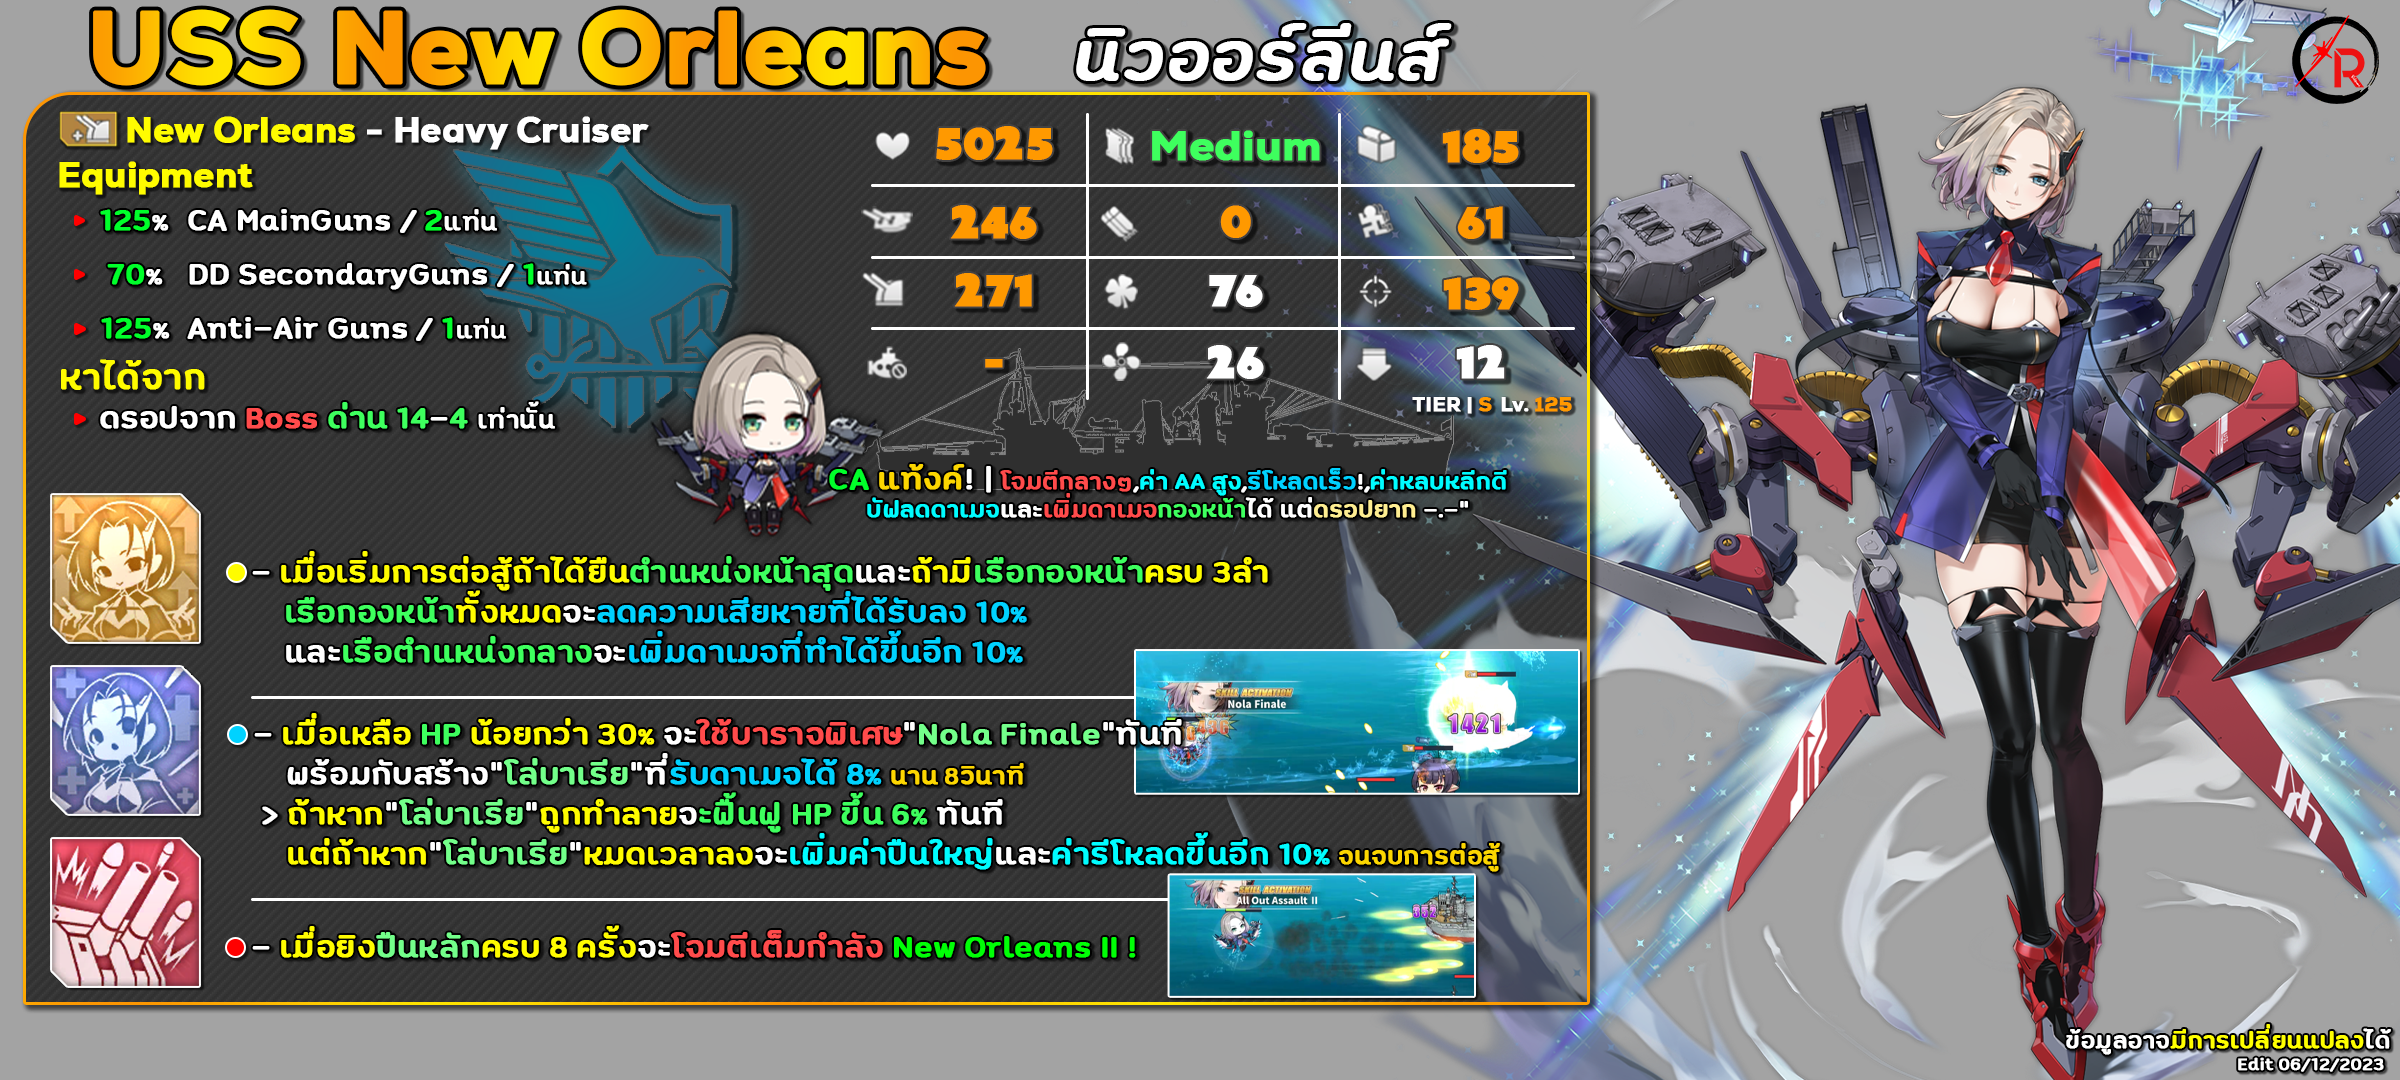 USS New Orleans นิวออร์ลีนส์
R
New Orleans - Heavy Cruiser
Equipment
125% CA MainGuns / 2แท่น
70% DD SecondaryGuns / 1แท่น
125% Anti-Air Guns / 1แท่น
หาได้จาก
ดรอปจาก Boss ด่าน 14-4 เท่านั้น
5025 Medium 185
246 0 61
271 76 139
- 26 12
TIER | S Lv. 125
CA แท้งค์! | โจมตีกลางๆ,ค่า AA สูง,รีโหลดเร็ว!,ค่าหลบหลีกดี
บัฟลดดาเมจและเพิ่มดาเมจกองหน้าได้ แต่ดรอปยาก -.-"
- เมื่อเริ่มการต่อสู้ถ้าได้ยืนตำแหน่งหน้าสุดและถ้ามีเรือกองหน้าครบ 3ลำ
เรือกองหน้าทั้งหมดจะลดความเสียหายที่ได้รับลง 10%
และเรือตำแหน่งกลางจะเพิ่มดาเมจที่ทำได้ขึ้นอีก 10%
SKILL ACTIVATION
Nola Finale
436
1421
- เมื่อเหลือ HP น้อยกว่า 30% จะใช้บาราจพิเศษ"Nola Finale"ทันที
พร้อมกับสร้าง"โล่บาเรีย"ที่รับดาเมจได้ 8% นาน 8วินาที
> ถ้าหาก"โล่บาเรีย"ถูกทำลายจะฟื้นฟู HP ขึ้น 6% ทันที
แต่ถ้าหาก"โล่บาเรีย"หมดเวลาลงจะเพิ่มค่าปืนใหญ่และค่ารีโหลดขึ้นอีก 10% จนจบการต่อสู้
SKILL ACTIVATION
All Out Assault II
- เมื่อยิงปืนหลักครบ 8 ครั้งจะโจมตีเต็มกำลัง New Orleans II !
ข้อมูลอาจมีการเปลี่ยนแปลงได้
Edit 06/12/2023